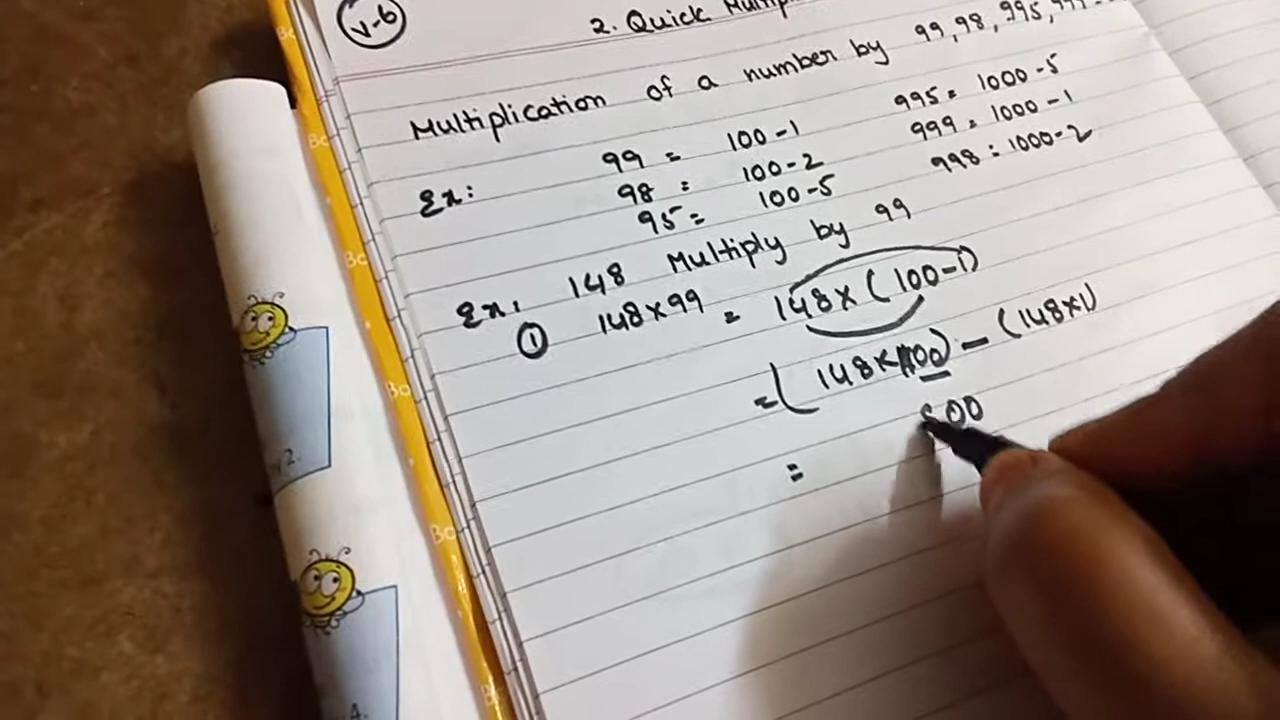 V-6
2. Quick
Multiplication of a number by 99, 98, 995,
Ex: 99 = 100-1 995 = 1000-5
98 = 100-2 999 = 1000-1
95 = 100-5 998 = 1000-2
Ex: 148 Multiply by 99
① 148×99 = 148×(100-1)
= (148×100) - (148×1)
= 00